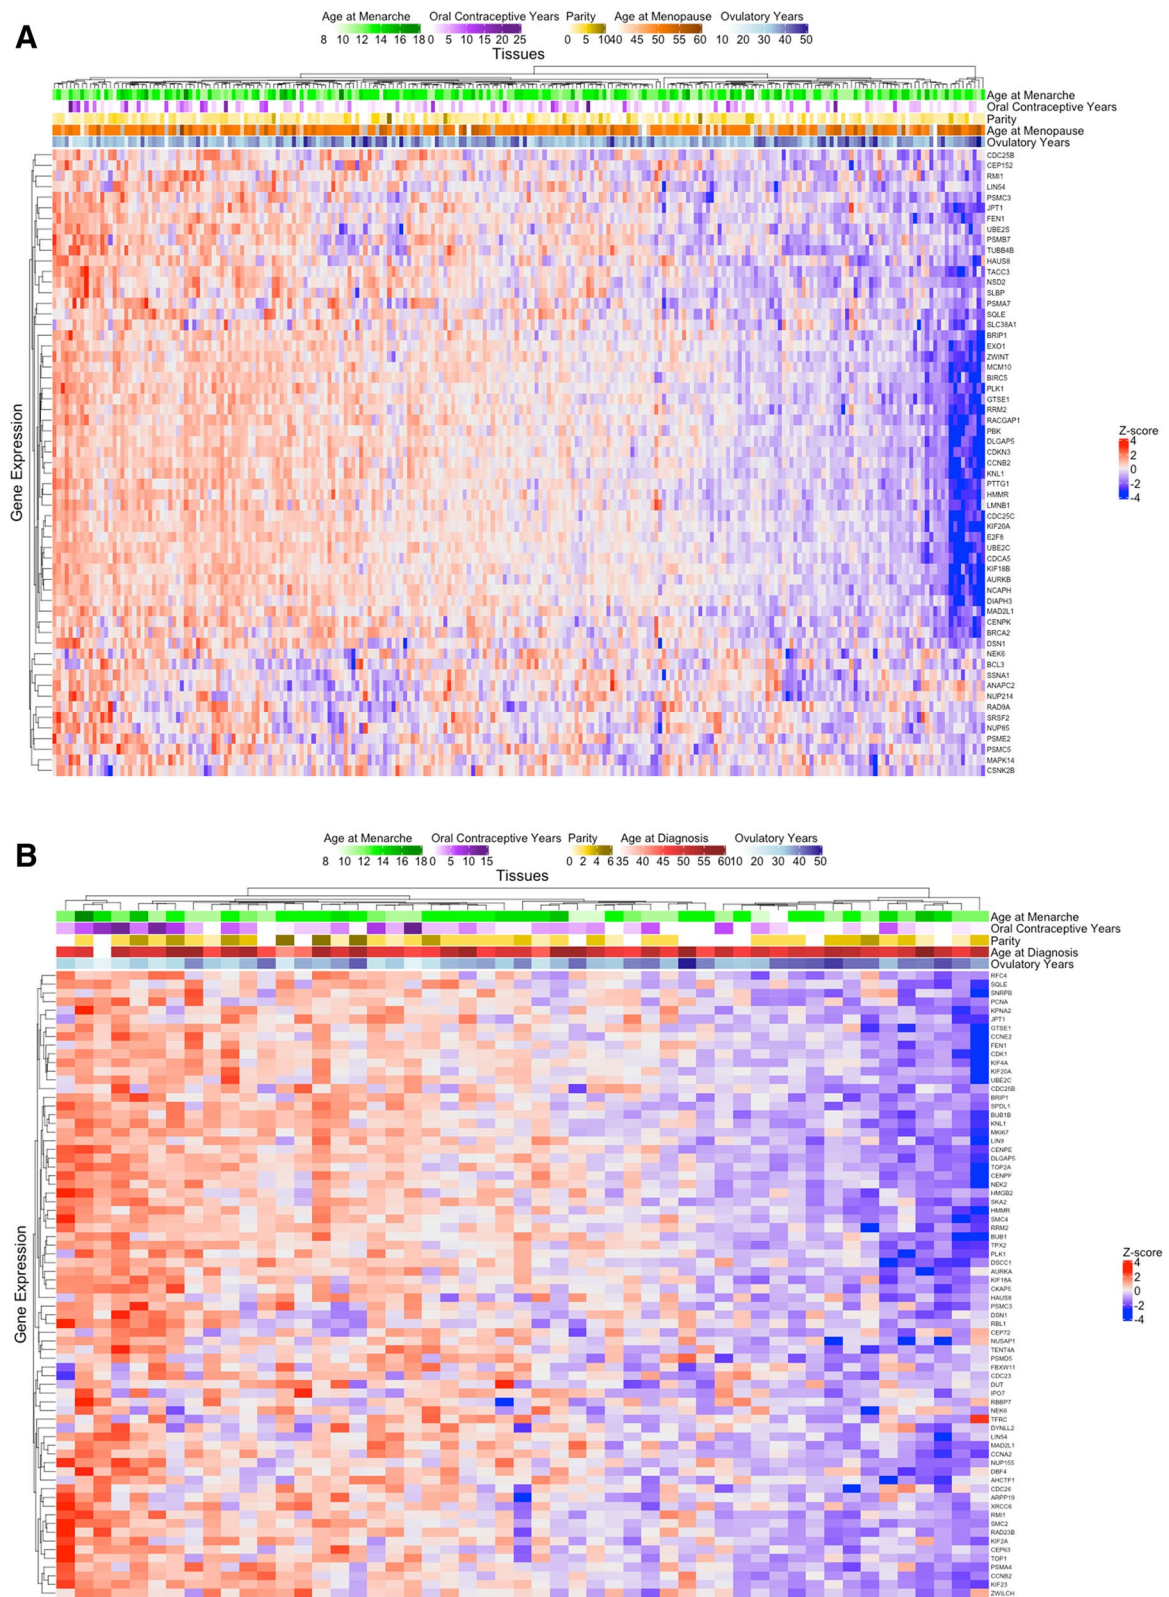 A
Age at Menarche Oral Contraceptive Years Parity Age at Menopause Ovulatory Years
8 10 12 14 16 18 0 5 10 15 20 25 0 5 10 40 45 50 55 60 10 20 30 40 50
Tissues
Age at Menarche
Oral Contraceptive Years
Parity
Age at Menopause
Ovulatory Years
CDC25B
CEP152
RMI1
LIN54
PSMC3
JPT1
FEN1
UBE2S
PSMB7
TUBB4B
HAUS8
TACC3
NSD2
SLBP
PSMA7
SQLE
SLC38A1
BRIP1
EXO1
ZWINT
MCM10
BIRC5
PLK1
GTSE1
RRM2
RACGAP1
PBK
DLGAP5
CDKN3
CCNB2
KNL1
PTTG1
HMMR
LMNB1
CDC25C
KIF20A
E2F8
UBE2C
CDCA5
KIF18B
AURKB
NCAPH
DIAPH3
MAD2L1
CENPK
BRCA2
DSN1
NEK6
BCL3
SSNA1
ANAPC2
NUP214
RAD9A
SRSF2
NUP85
PSME2
PSMC5
MAPK14
CSNK2B
Gene Expression
Z-score
4
2
0
-2
-4
B
Age at Menarche Oral Contraceptive Years Parity Age at Diagnosis Ovulatory Years
8 10 12 14 16 18 0 5 10 15 0 2 4 6 35 40 45 50 55 60 10 20 30 40 50
Tissues
Age at Menarche
Oral Contraceptive Years
Parity
Age at Diagnosis
Ovulatory Years
RFC4
SQLE
SNRPB
PCNA
KPNA2
JPT1
GTSE1
CCNE2
FEN1
CDK1
KIF4A
KIF20A
UBE2C
CDC25B
BRIP1
SPDL1
BUB1B
KNL1
MKI67
LIN9
CENPE
DLGAP5
TOP2A
CENPF
NEK2
HMGB2
SKA2
HMMR
SMC4
RRM2
BUB1
TPX2
PLK1
DSCC1
AURKA
KIF18A
CKAP5
HAUS8
PSMC3
DSN1
RBL1
CEP72
NUSAP1
TENT4A
PSMD5
FBXW11
CDC23
DUT
IPO7
RBBP7
NEK6
TFRC
DYNLL2
LIN54
MAD2L1
CCNA2
NUP155
DBF4
AHCTF1
CDC26
ARPP19
XRCC6
RMI1
SMC2
RAD23B
KIF2A
CEP63
TOP1
PSMA4
CCNB2
KIF23
ZWILCH
Gene Expression
Z-score
4
2
0
-2
-4